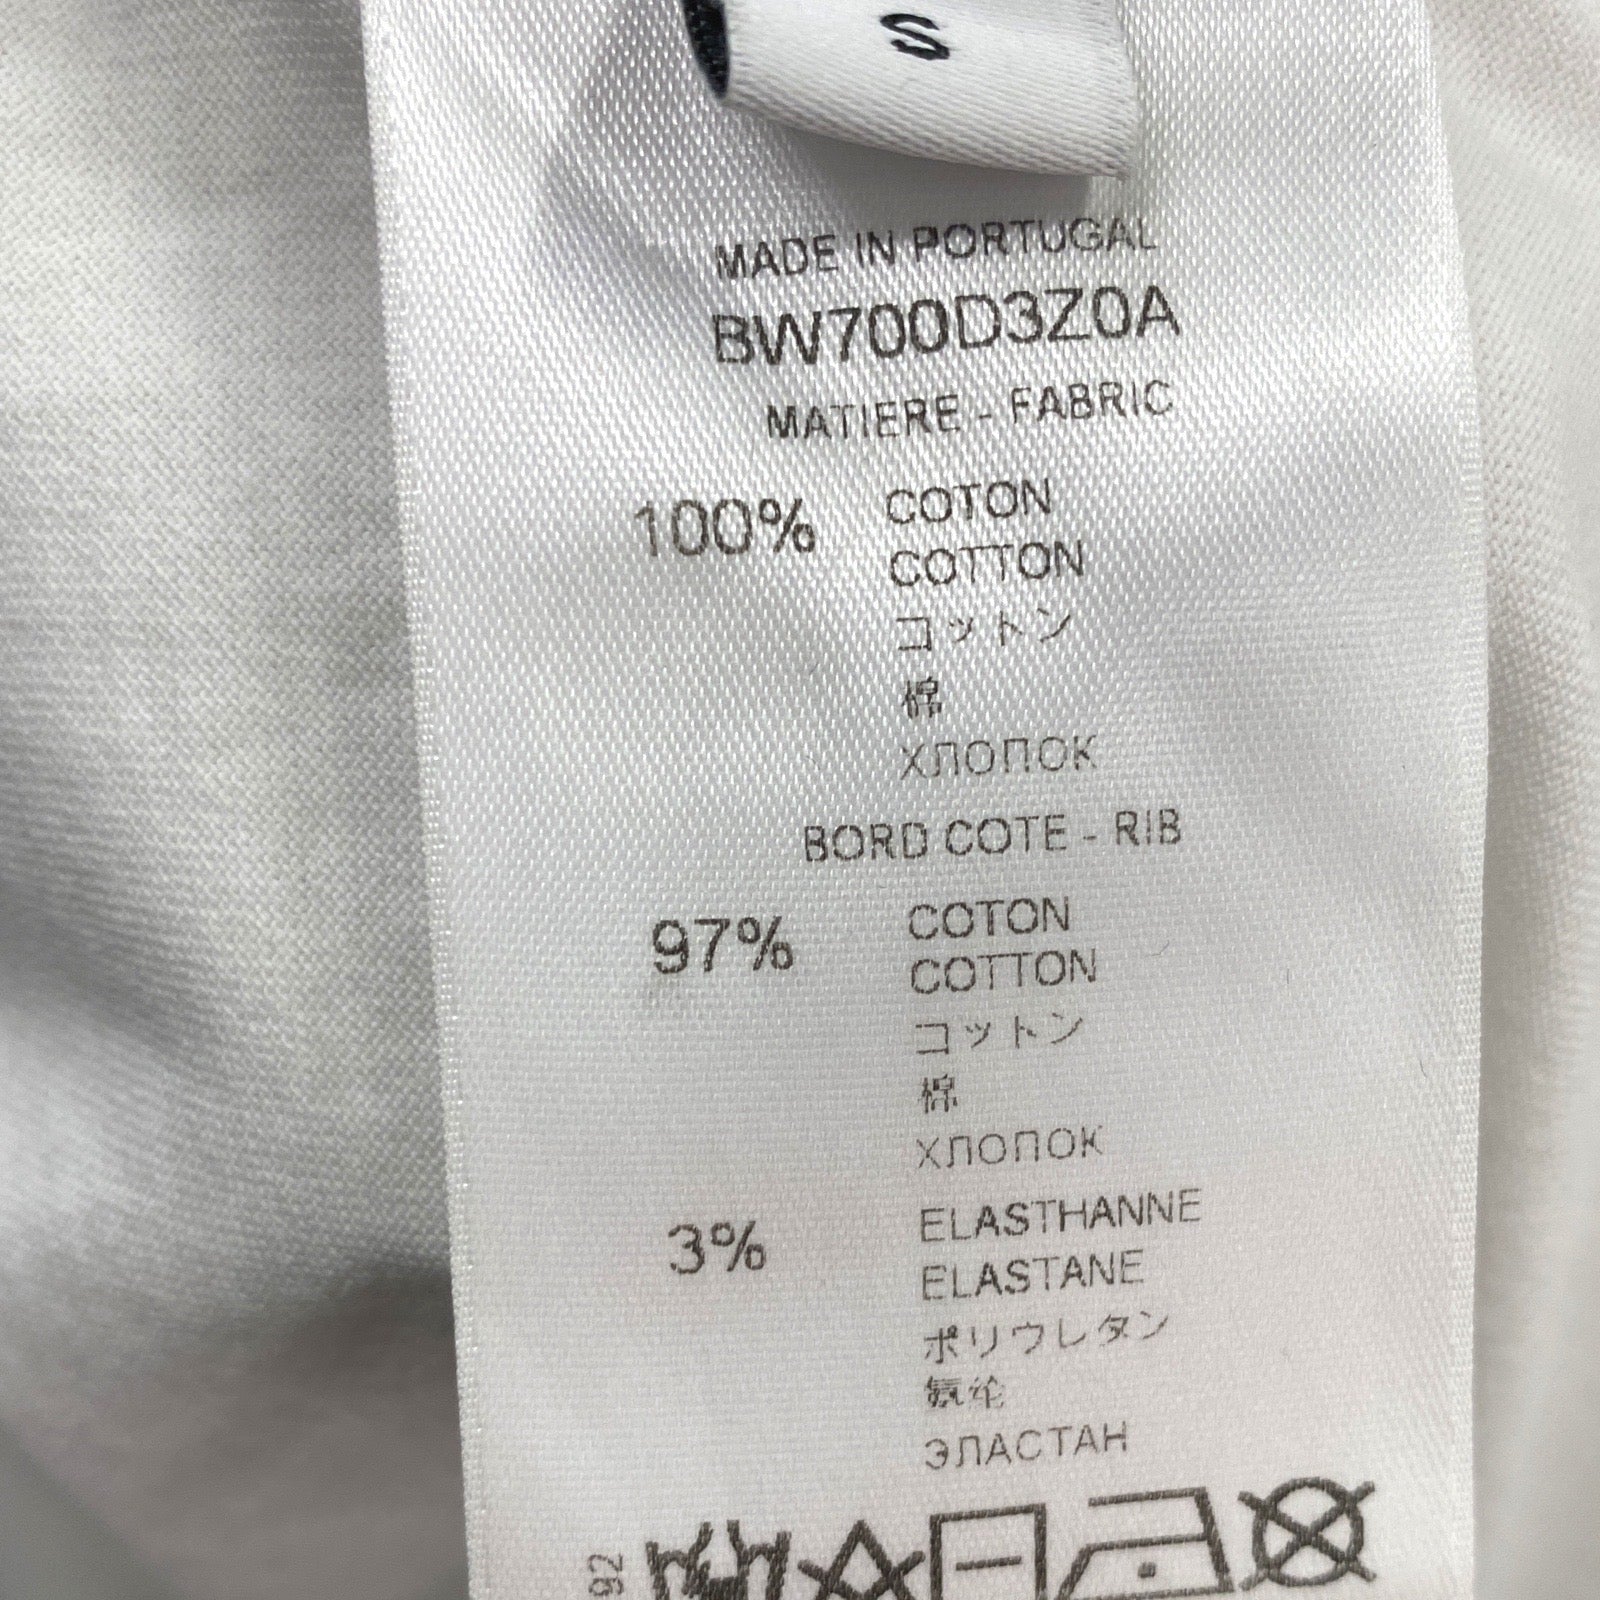 S
MADE IN PORTUGAL
BW700D3Z0A
MATIERE - FABRIC
100% COTON
COTTON
コットン
棉
ХЛОПОК
BORD COTE - RIB
97% COTON
COTTON
コットン
棉
ХЛОПОК
3% ELASTHANNE
ELASTANE
ポリウレタン
氨纶
ЭЛАСТАН
92